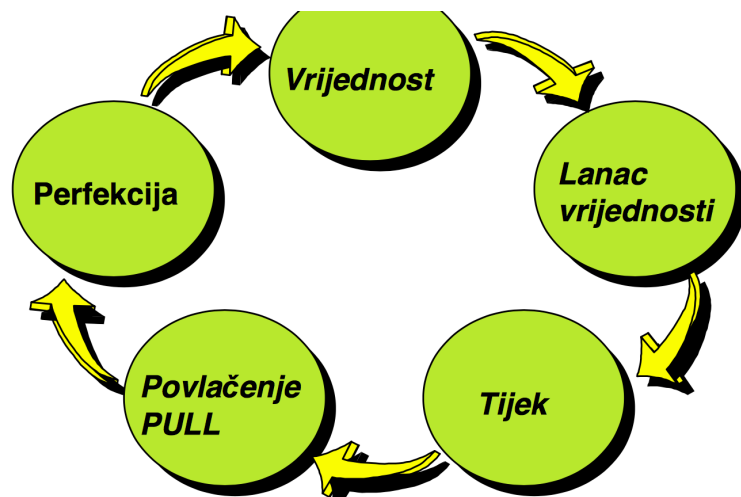 Vrijednost
Lanac
vrijednosti
Tijek
Povlačenje
PULL
Perfekcija